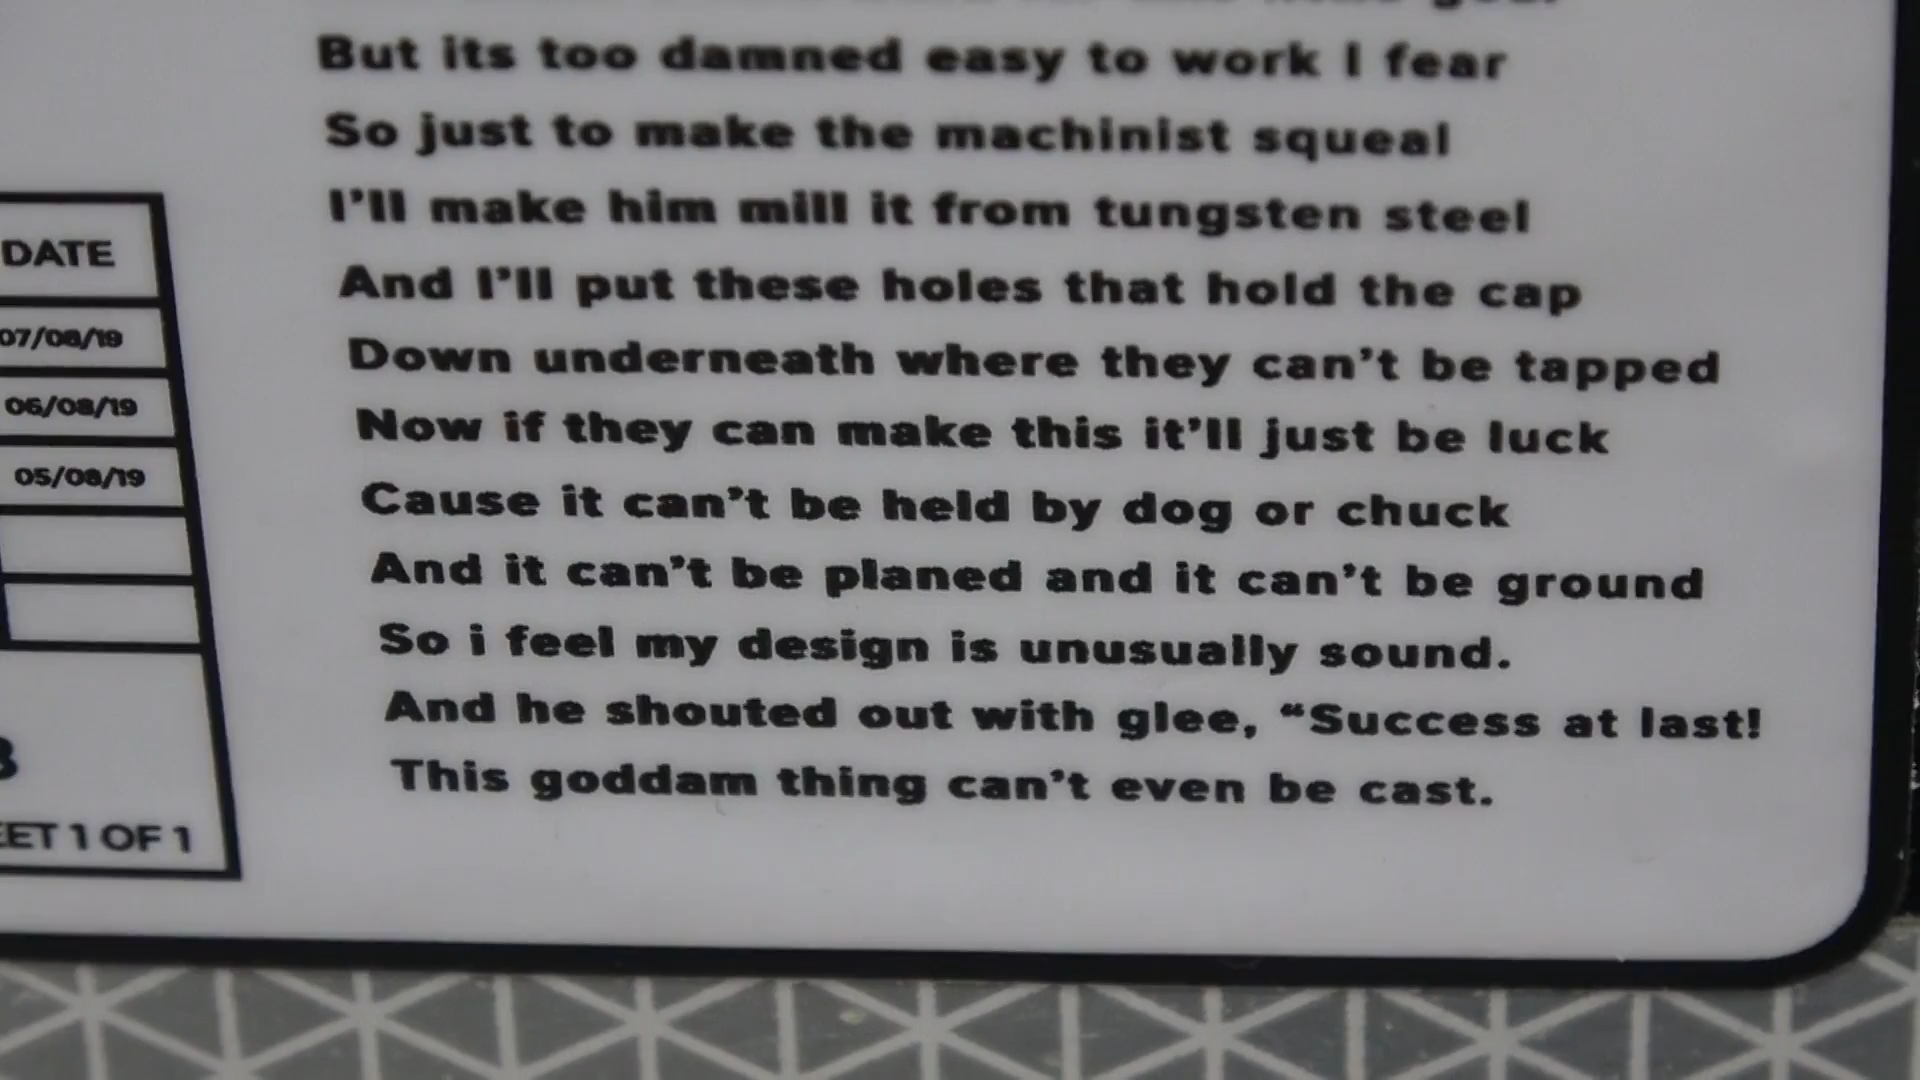 But its too damned easy to work I fear
So just to make the machinist squeal
I'll make him mill it from tungsten steel
And I'll put these holes that hold the cap
Down underneath where they can't be tapped
Now if they can make this it'll just be luck
Cause it can't be held by dog or chuck
And it can't be planed and it can't be ground
So i feel my design is unusually sound.
And he shouted out with glee, “Success at last!
This goddam thing can't even be cast.
DATE
07/08/19
06/08/19
05/08/19
1 OF 1